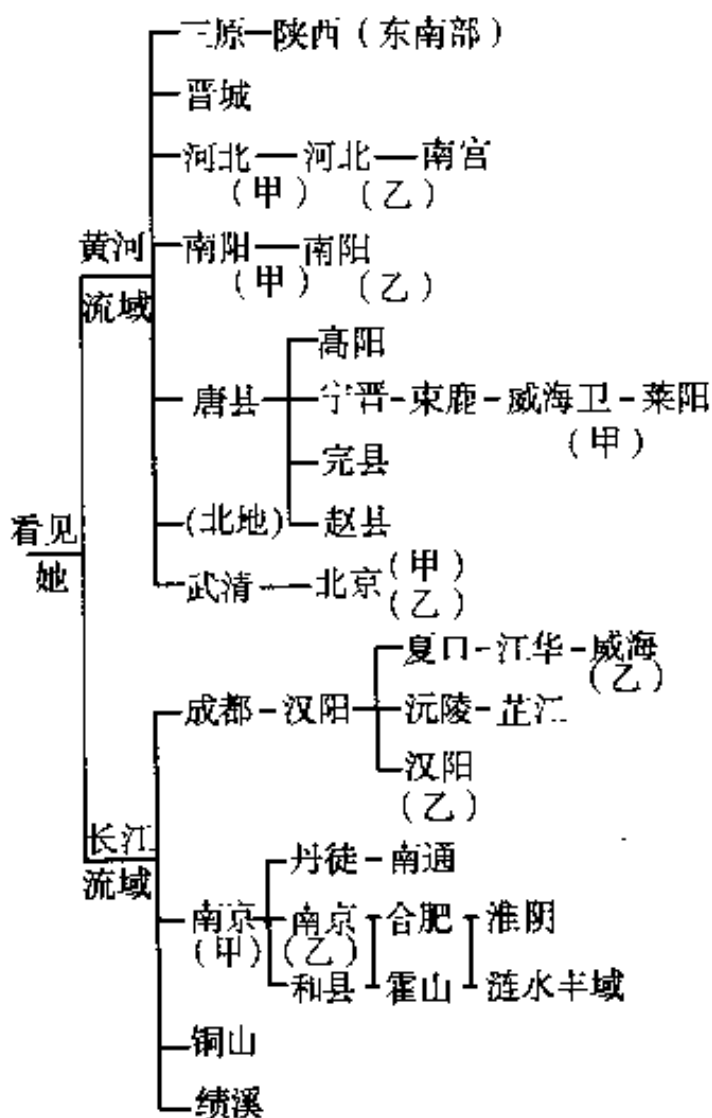 三原－陕西（东南部）
晋城
河北－河北－南宫
（甲）（乙）
黄河
流域
南阳－南阳
（甲）（乙）
高阳
唐县
宁晋－束鹿－威海卫－莱阳
（甲）
完县
（北地）
赵县
看见
她
武清－北京
（甲）
（乙）
夏口－江华－威海
（乙）
成都－汉阳
沅陵－芷江
汉阳
（乙）
长江
流域
丹徒－南通
南京
南京
合肥
淮阴
（甲）
（乙）
和县
霍山
涟水丰域
铜山
绩溪